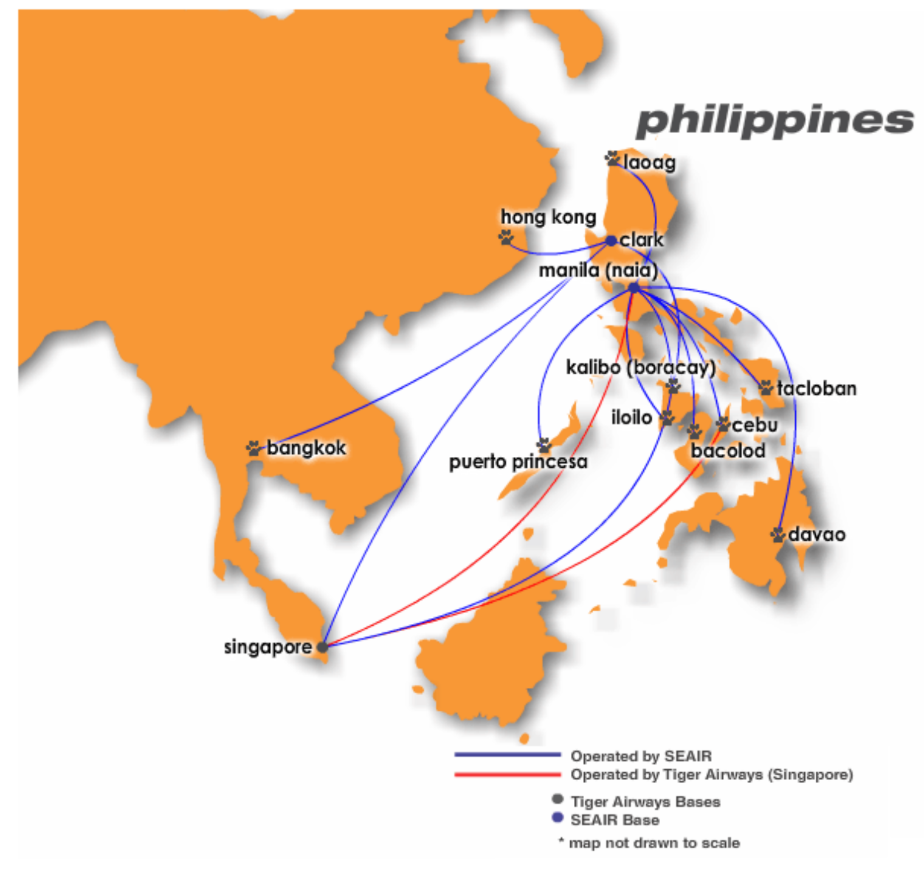 philippines
laoag
hong kong
clark
manila (naia)
kalibo (boracay)
tacloban
iloilo
cebu
bacolod
bangkok
puerto princesa
davao
singapore
Operated by SEAIR
Operated by Tiger Airways (Singapore)
Tiger Airways Bases
SEAIR Base
* map not drawn to scale